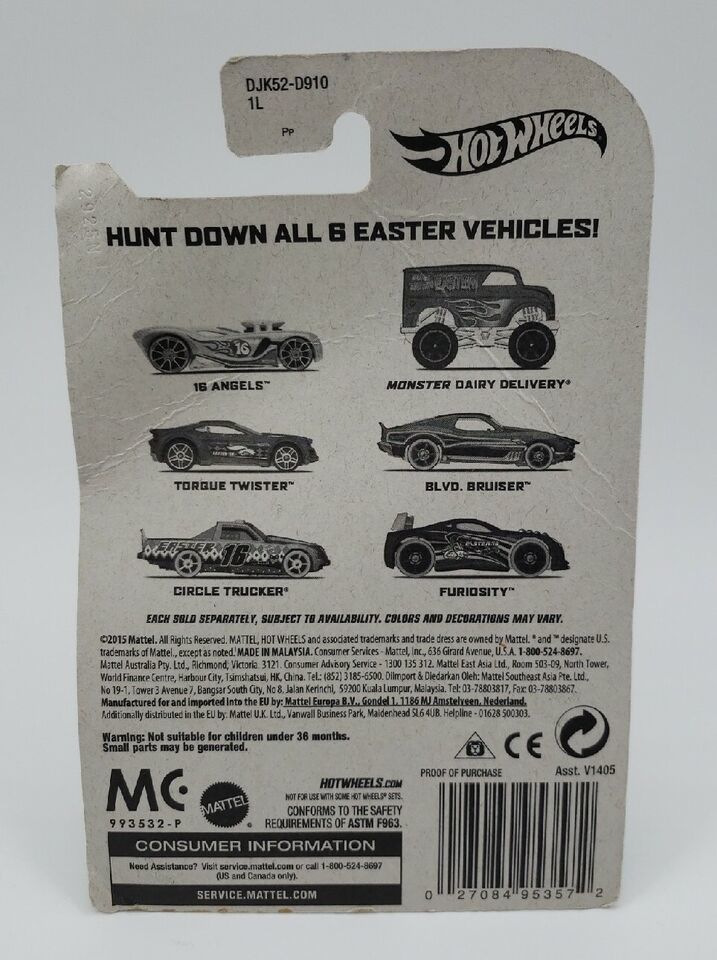 DJK52-D910
1L
PP
HOT WHEELS
HUNT DOWN ALL 6 EASTER VEHICLES!
16
16 ANGELS™
MONSTER DAIRY DELIVERY®
TORQUE TWISTER™
BLVD. BRUISER™
EASTER 16
CIRCLE TRUCKER®
FURIOSITY™
EACH SOLD SEPARATELY, SUBJECT TO AVAILABILITY. COLORS AND DECORATIONS MAY VARY.
©2015 Mattel. All Rights Reserved. MATTEL, HOT WHEELS and associated trademarks and trade dress are owned by Mattel. ® and ™ designate U.S.
trademarks of Mattel, except as noted. MADE IN MALAYSIA. Consumer Services - Mattel, Inc., 636 Girard Avenue, U.S.A. 1-800-524-8697.
Mattel Australia Pty. Ltd., Richmond, Victoria. 3121. Consumer Advisory Service - 1300 135 312. Mattel East Asia Ltd., Room 503-09, North Tower,
World Finance Centre, Harbour City, Tsimshatsui, HK, China. Tel.: (852) 3185-6500. Diimport & Diedarkan Oleh: Mattel Southeast Asia Pte. Ltd.,
No 19-1, Tower 3 Avenue 7, Bangsar South City, No 8, Jalan Kerinchi, 59200 Kuala Lumpur, Malaysia. Tel: 03-78803817, Fax: 03-78803867.
Manufactured for and imported into the EU by: Mattel Europa B.V., Gondel 1, 1186 MJ Amstelveen, Nederland.
Additionally distributed in the EU by: Mattel U.K. Ltd., Vanwall Business Park, Maidenhead SL6 4UB. Helpline - 01628 500303.
Warning: Not suitable for children under 36 months.
Small parts may be generated.
CE
MC
993532-P
MATTEL
HOTWHEELS.COM
NOT FOR USE WITH SOME HOT WHEELS® SETS.
CONFORMS TO THE SAFETY
REQUIREMENTS OF ASTM F963.
PROOF OF PURCHASE
Asst. V1405
CONSUMER INFORMATION
Need Assistance? Visit service.mattel.com or call 1-800-524-8697
(US and Canada only).
SERVICE.MATTEL.COM
0 27084 95357 2